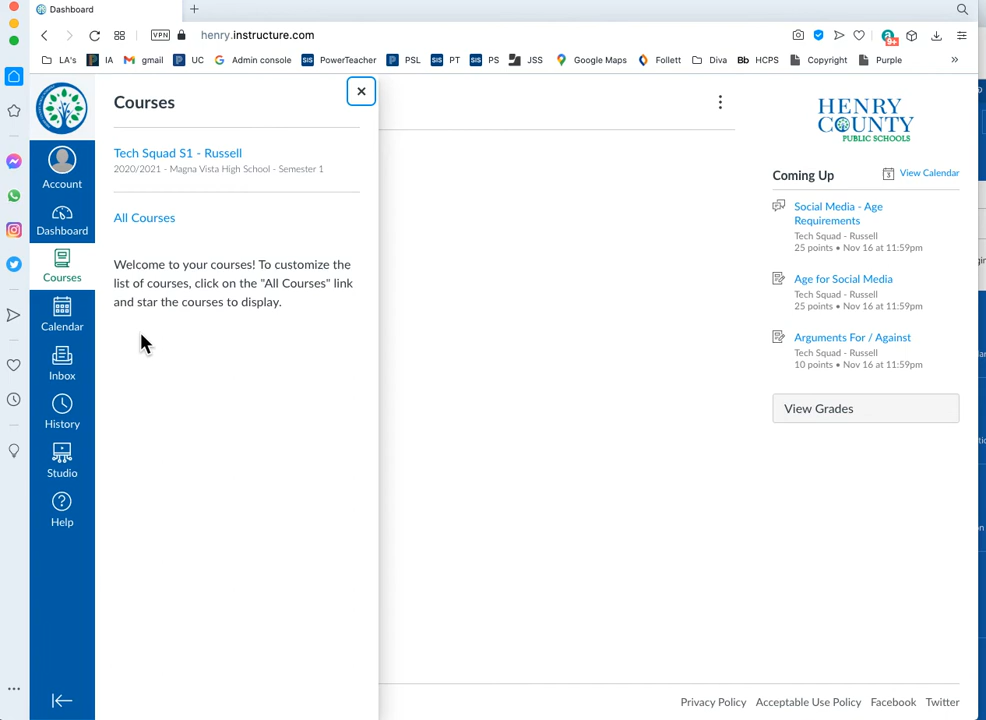 Dashboard
VPN
henry.instructure.com
9+
LA's
IA
gmail
UC
Admin console
SIS PowerTeacher
PSL
SIS PT
SIS PS
JSS
Google Maps
Follett
Diva
Bb HCPS
Copyright
Purple
Courses
Tech Squad S1 - Russell
2020/2021 - Magna Vista High School - Semester 1
All Courses
Welcome to your courses! To customize the
list of courses, click on the "All Courses" link
and star the courses to display.
Account
Dashboard
Courses
Calendar
Inbox
History
Studio
Help
HENRY
COUNTY
PUBLIC SCHOOLS
Coming Up
View Calendar
Social Media - Age
Requirements
Tech Squad - Russell
25 points • Nov 16 at 11:59pm
Age for Social Media
Tech Squad - Russell
25 points • Nov 16 at 11:59pm
Arguments For / Against
Tech Squad - Russell
10 points • Nov 16 at 11:59pm
View Grades
Privacy Policy
Acceptable Use Policy
Facebook
Twitter